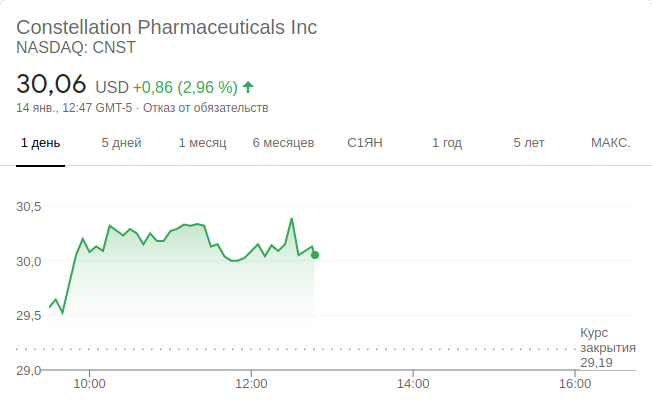 Constellation Pharmaceuticals Inc
NASDAQ: CNST
30,06 USD +0,86 (2,96 %)
14 янв., 12:47 GMT-5 · Отказ от обязательств
1 день 5 дней 1 месяц 6 месяцев С1ЯН 1 год 5 лет МАКС.
30,5
30,0
29,5
Курс
закрытия
29,19
29,0
10:00 12:00 14:00 16:00